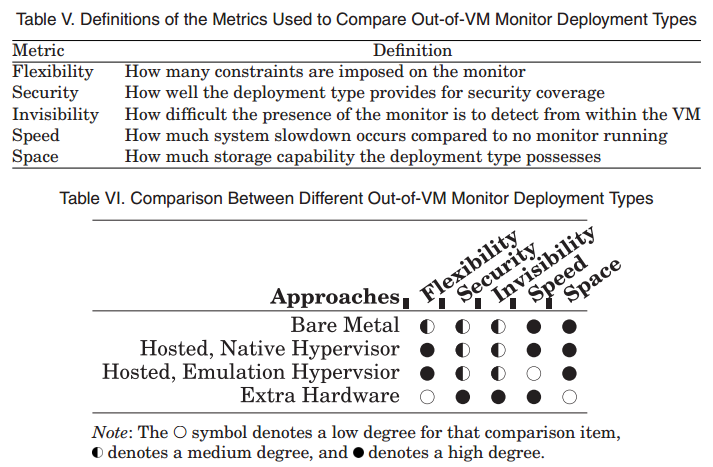 Table V. Definitions of the Metrics Used to Compare Out-of-VM Monitor Deployment Types
Metric Definition
Flexibility How many constraints are imposed on the monitor
Security How well the deployment type provides for security coverage
Invisibility How difficult the presence of the monitor is to detect from within the VM
Speed How much system slowdown occurs compared to no monitor running
Space How much storage capability the deployment type possesses
Table VI. Comparison Between Different Out-of-VM Monitor Deployment Types
Approaches Flexibility Security Invisibility Speed Space
Bare Metal ◐ ◐ ◐ ● ●
Hosted, Native Hypervisor ● ◐ ◐ ● ●
Hosted, Emulation Hypervsior ● ◐ ◐ ○ ●
Extra Hardware ○ ● ● ● ○
Note: The ○ symbol denotes a low degree for that comparison item,
◐ denotes a medium degree, and ● denotes a high degree.